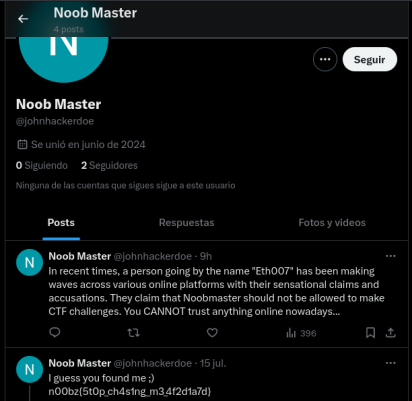 Noob Master
4 posts
N
Seguir
Noob Master
@johnhackerdoe
Se unió en junio de 2024
0 Siguiendo 2 Seguidores
Ninguna de las cuentas que sigues sigue a este usuario
Posts Respuestas Fotos y videos
N
Noob Master @johnhackerdoe · 9h
In recent times, a person going by the name "Eth007" has been making
waves across various online platforms with their sensational claims and
accusations. They claim that Noobmaster should not be allowed to make
CTF challenges. You CANNOT trust anything online nowadays...
396
N
Noob Master @johnhackerdoe · 15 jul.
I guess you found me ;)
n00bz{5t0p_ch4s1ng_m3_4f2d1a7d}